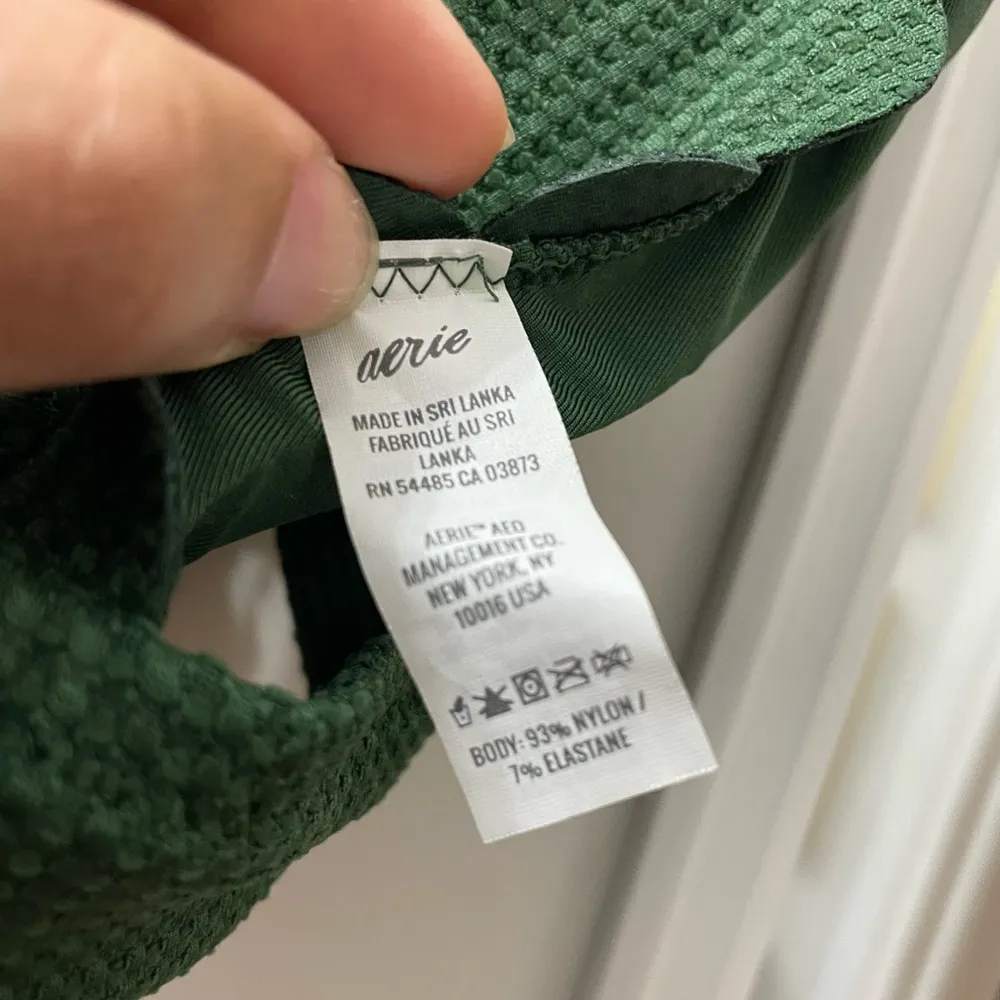 aerie
MADE IN SRI LANKA
FABRIQUÉ AU SRI
LANKA
RN 54485 CA 03873
AERIE™ AEO
MANAGEMENT CO.
NEW YORK, NY
10016 USA
BODY: 93% NYLON /
7% ELASTANE